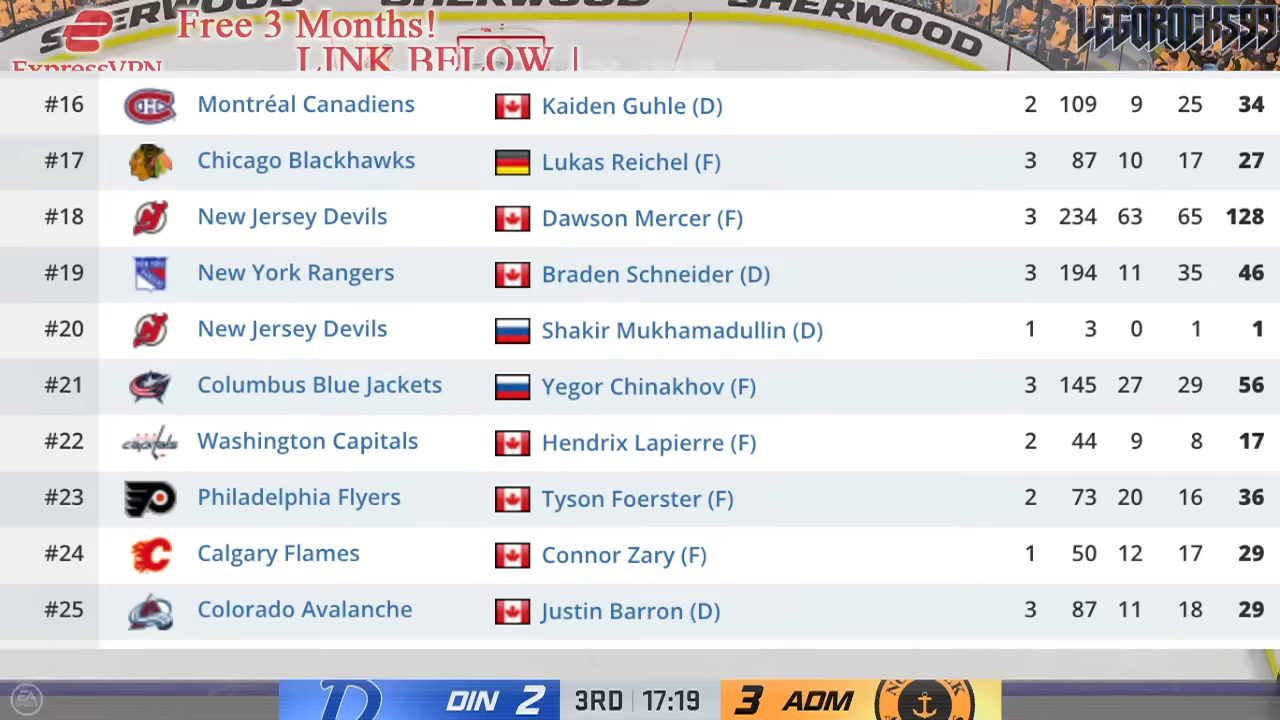 SHERWOOD SHERWOOD SHERWOOD
Free 3 Months!
LEGOROCKS99
ExpressVPN
LINK BELOW |
#16 Montréal Canadiens Kaiden Guhle (D) 2 109 9 25 34
#17 Chicago Blackhawks Lukas Reichel (F) 3 87 10 17 27
#18 New Jersey Devils Dawson Mercer (F) 3 234 63 65 128
#19 New York Rangers Braden Schneider (D) 3 194 11 35 46
#20 New Jersey Devils Shakir Mukhamadullin (D) 1 3 0 1 1
#21 Columbus Blue Jackets Yegor Chinakhov (F) 3 145 27 29 56
#22 Washington Capitals Hendrix Lapierre (F) 2 44 9 8 17
#23 Philadelphia Flyers Tyson Foerster (F) 2 73 20 16 36
#24 Calgary Flames Connor Zary (F) 1 50 12 17 29
#25 Colorado Avalanche Justin Barron (D) 3 87 11 18 29
EA
DIN 2 3RD 17:19 3 ADM